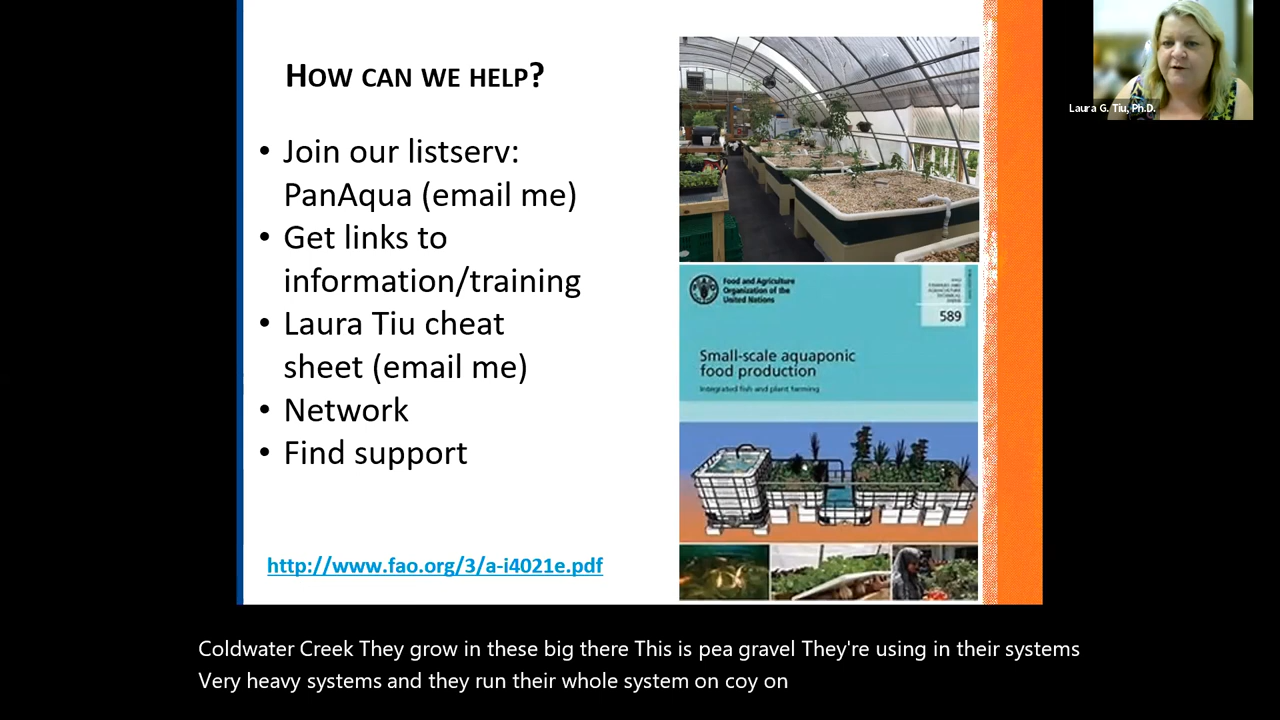 HOW CAN WE HELP?
• Join our listserv:
PanAqua (email me)
• Get links to
information/training
• Laura Tiu cheat
sheet (email me)
• Network
• Find support
http://www.fao.org/3/a-i4021e.pdf
Food and Agriculture
Organization of the
United Nations
589
Small-scale aquaponic
food production
Integrated fish and plant farming
Laura G. Tiu, Ph.D.
Coldwater Creek They grow in these big there This is pea gravel They're using in their systems
Very heavy systems and they run their whole system on coy on